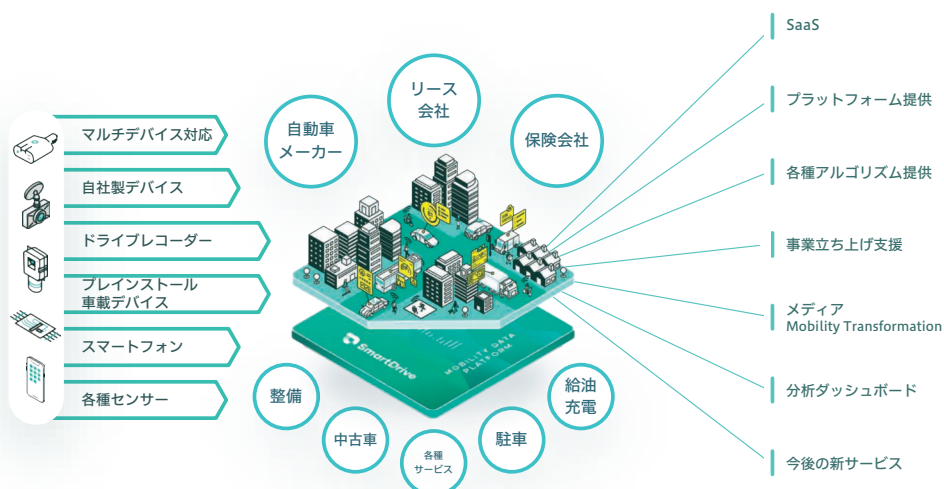 マルチデバイス対応
自社製デバイス
ドライブレコーダー
プレインストール
車載デバイス
スマートフォン
各種センサー
自動車
メーカー
リース
会社
保険会社
SmartDrive
MOBILITY DATA
PLATFORM
整備
中古車
各種
サービス
駐車
給油
充電
SaaS
プラットフォーム提供
各種アルゴリズム提供
事業立ち上げ支援
メディア
Mobility Transformation
分析ダッシュボード
今後の新サービス